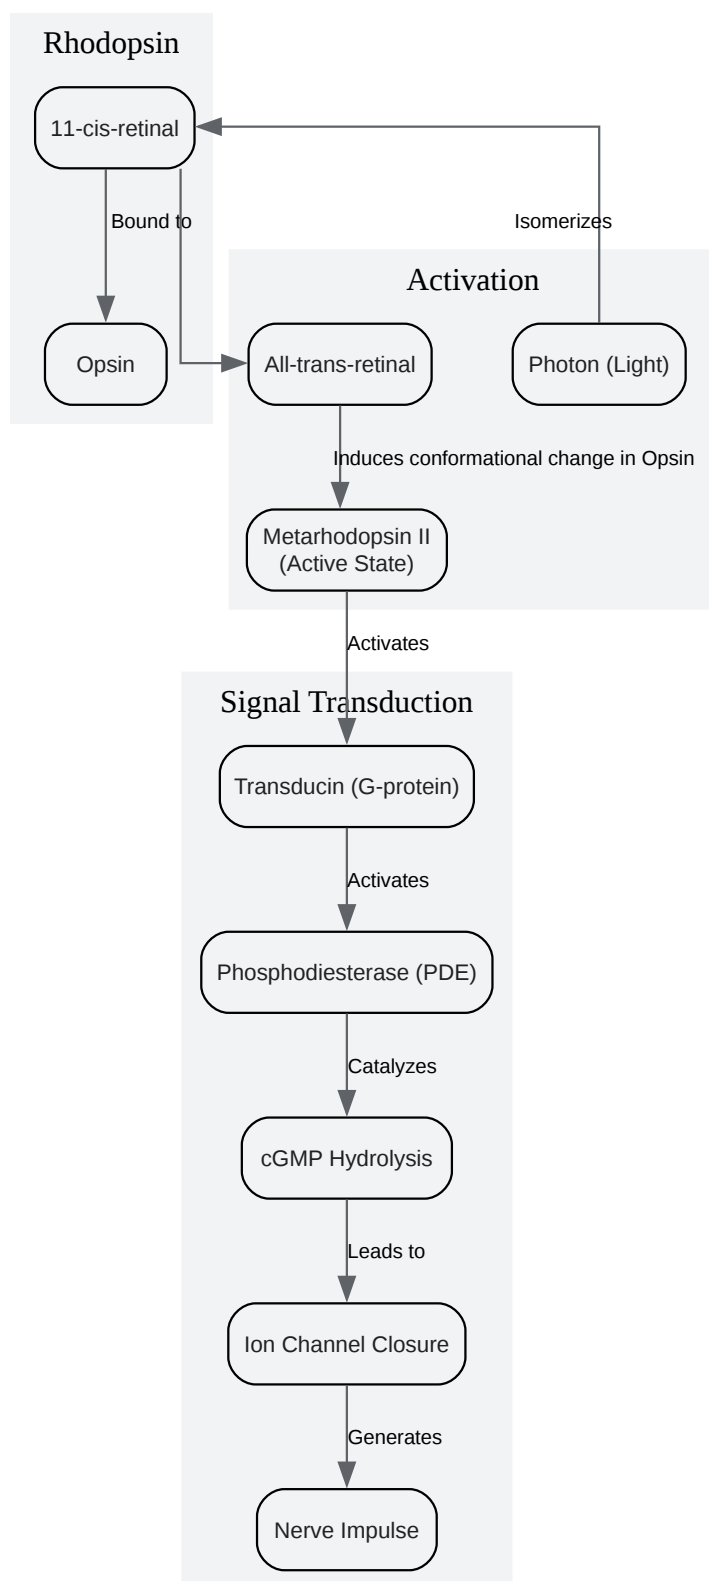 Rhodopsin
11-cis-retinal
Bound to
Isomerizes
Activation
Opsin
All-trans-retinal
Photon (Light)
Induces conformational change in Opsin
Metarhodopsin II
(Active State)
Activates
Signal Transduction
Transducin (G-protein)
Activates
Phosphodiesterase (PDE)
Catalyzes
cGMP Hydrolysis
Leads to
Ion Channel Closure
Generates
Nerve Impulse